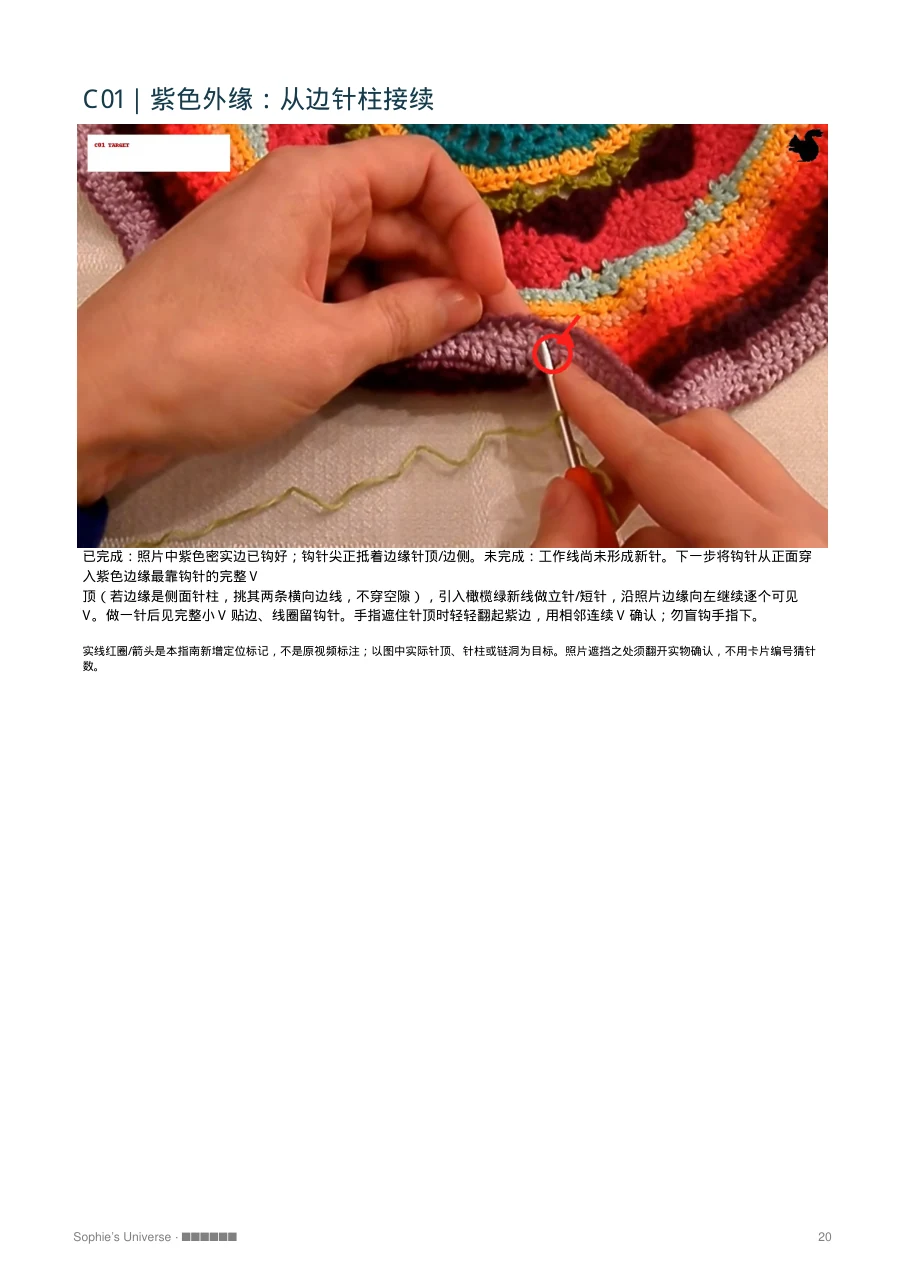 C01｜紫色外缘：从边针柱接续
C01 TARGET
已完成：照片中紫色密实边已钩好；钩针尖正抵着边缘针顶/边侧。未完成：工作线尚未形成新针。下一步将钩针从正面穿
入紫色边缘最靠钩针的完整 V
顶（若边缘是侧面针柱，挑其两条横向边线，不穿空隙），引入橄榄绿新线做立针/短针，沿照片边缘向左继续逐个可见
V。做一针后见完整小 V 贴边、线圈留钩针。手指遮住针顶时轻轻翻起紫边，用相邻连续 V 确认；勿盲钩手指下。
实线红圈/箭头是本指南新增定位标记，不是原视频标注；以图中实际针顶、针柱或链洞为目标。照片遮挡之处须翻开实物确认，不用卡片编号猜针
数。
Sophie's Universe · ■■■■■■
20